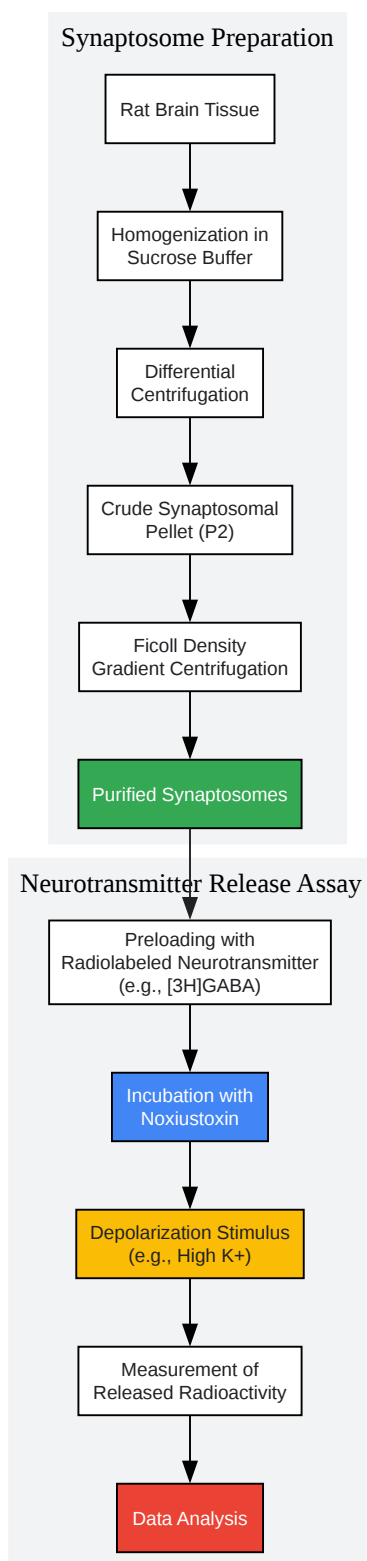 Synaptosome Preparation
Rat Brain Tissue
Homogenization in
Sucrose Buffer
Differential
Centrifugation
Crude Synaptosomal
Pellet (P2)
Ficoll Density
Gradient Centrifugation
Purified Synaptosomes
Neurotransmitter Release Assay
Preloading with
Radiolabeled Neurotransmitter
(e.g., [3H]GABA)
Incubation with
Noxiustoxin
Depolarization Stimulus
(e.g., High K+)
Measurement of
Released Radioactivity
Data Analysis